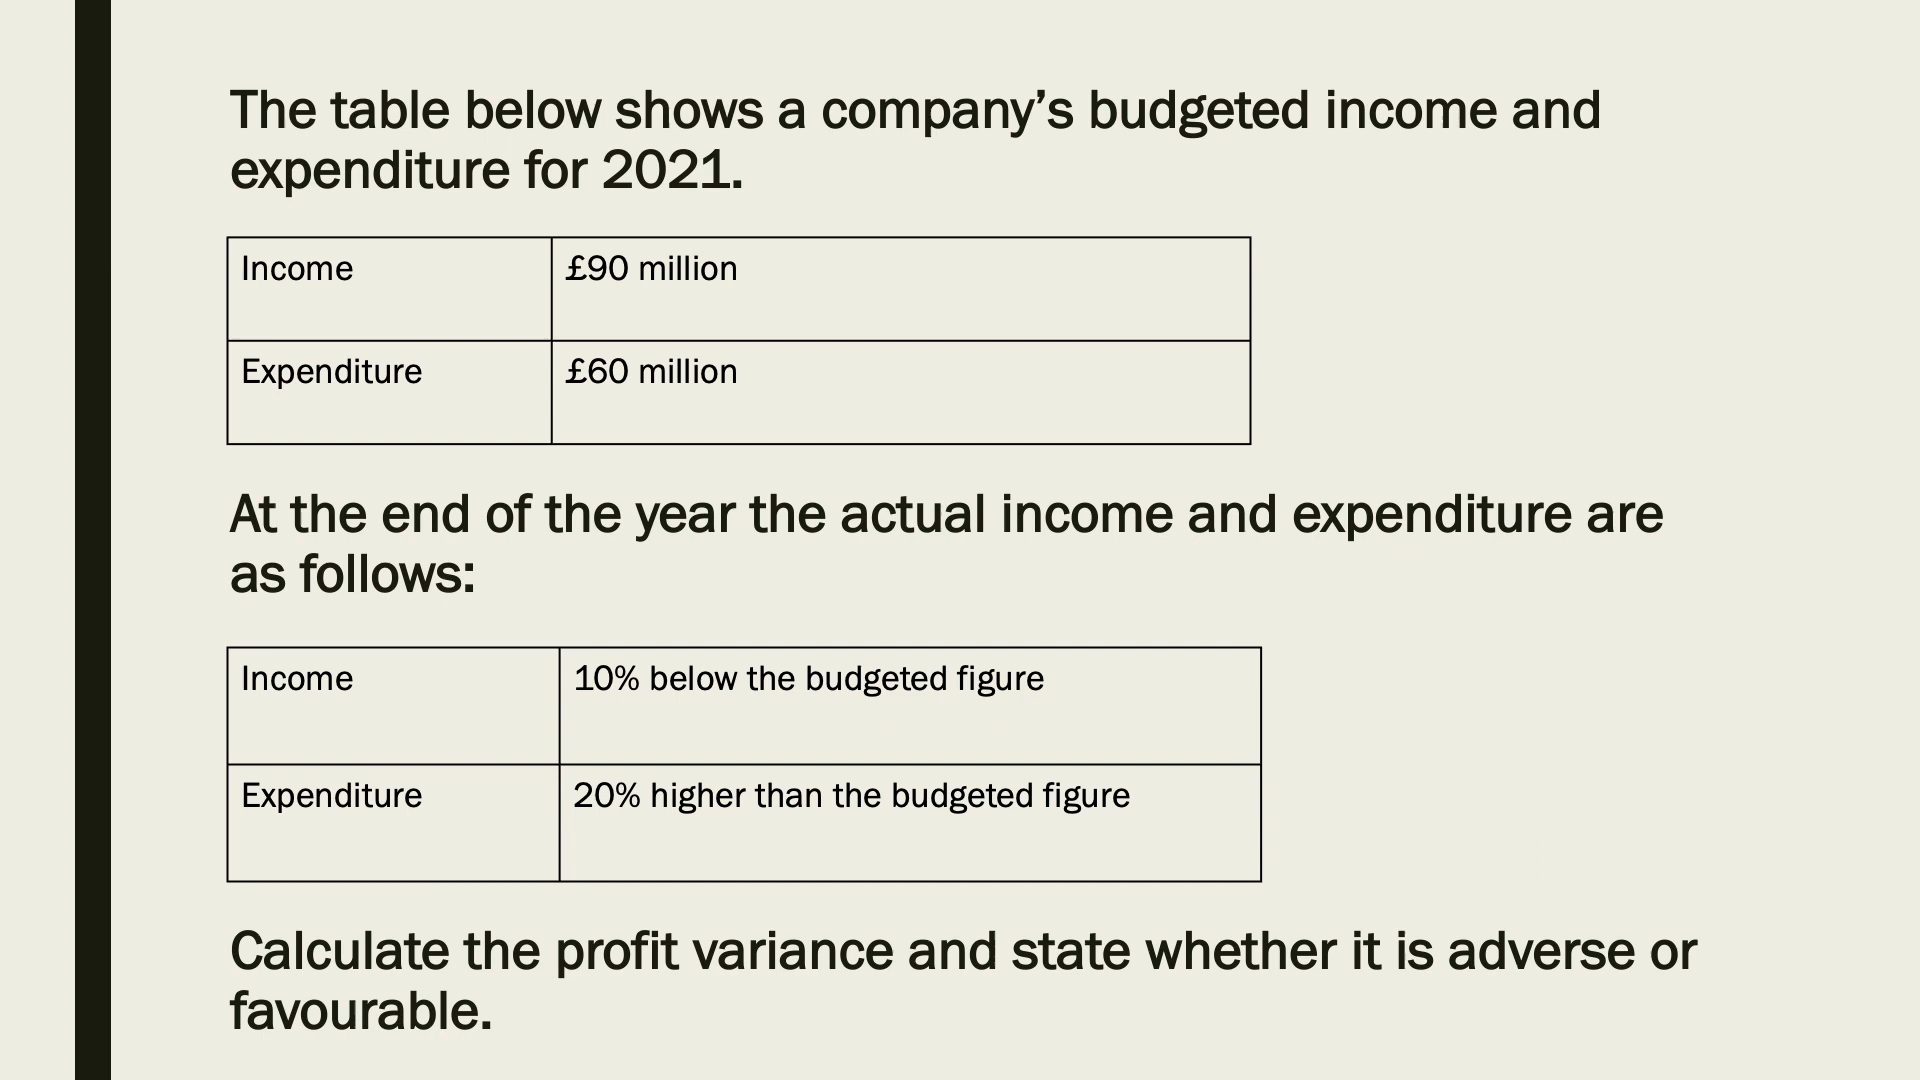 The table below shows a company’s budgeted income and
expenditure for 2021.
Income £90 million
Expenditure £60 million
At the end of the year the actual income and expenditure are
as follows:
Income 10% below the budgeted figure
Expenditure 20% higher than the budgeted figure
Calculate the profit variance and state whether it is adverse or
favourable.